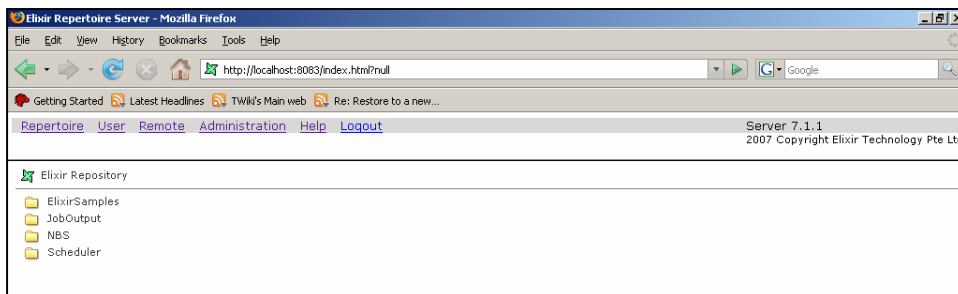 Elixir Repertoire Server - Mozilla Firefox
File Edit View History Bookmarks Tools Help
http://localhost:8083/index.html?null
G Google
Getting Started Latest Headlines TWiki's Main web Re: Restore to a new...
Repertoire User Remote Administration Help Logout Server 7.1.1
2007 Copyright Elixir Technology Pte Lt
Elixir Repository
ElixirSamples
JobOutput
NBS
Scheduler